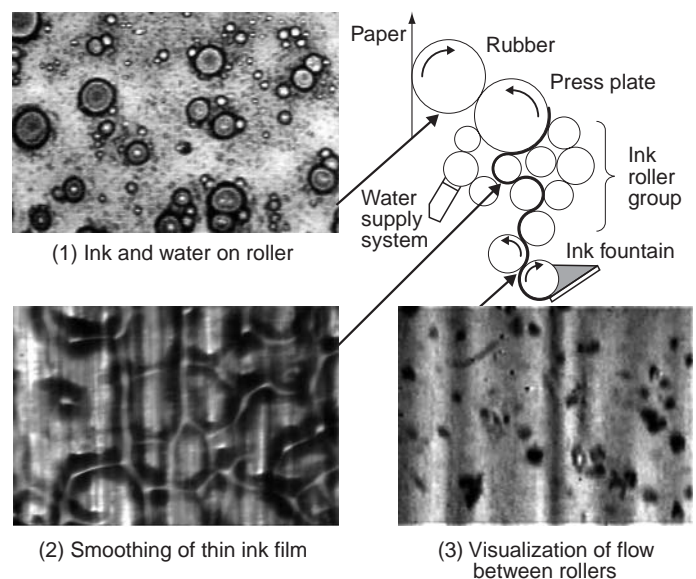 Paper
Rubber
Press plate
Ink
roller
group
Water
supply
system
Ink fountain
(1) Ink and water on roller
(2) Smoothing of thin ink film
(3) Visualization of flow
between rollers